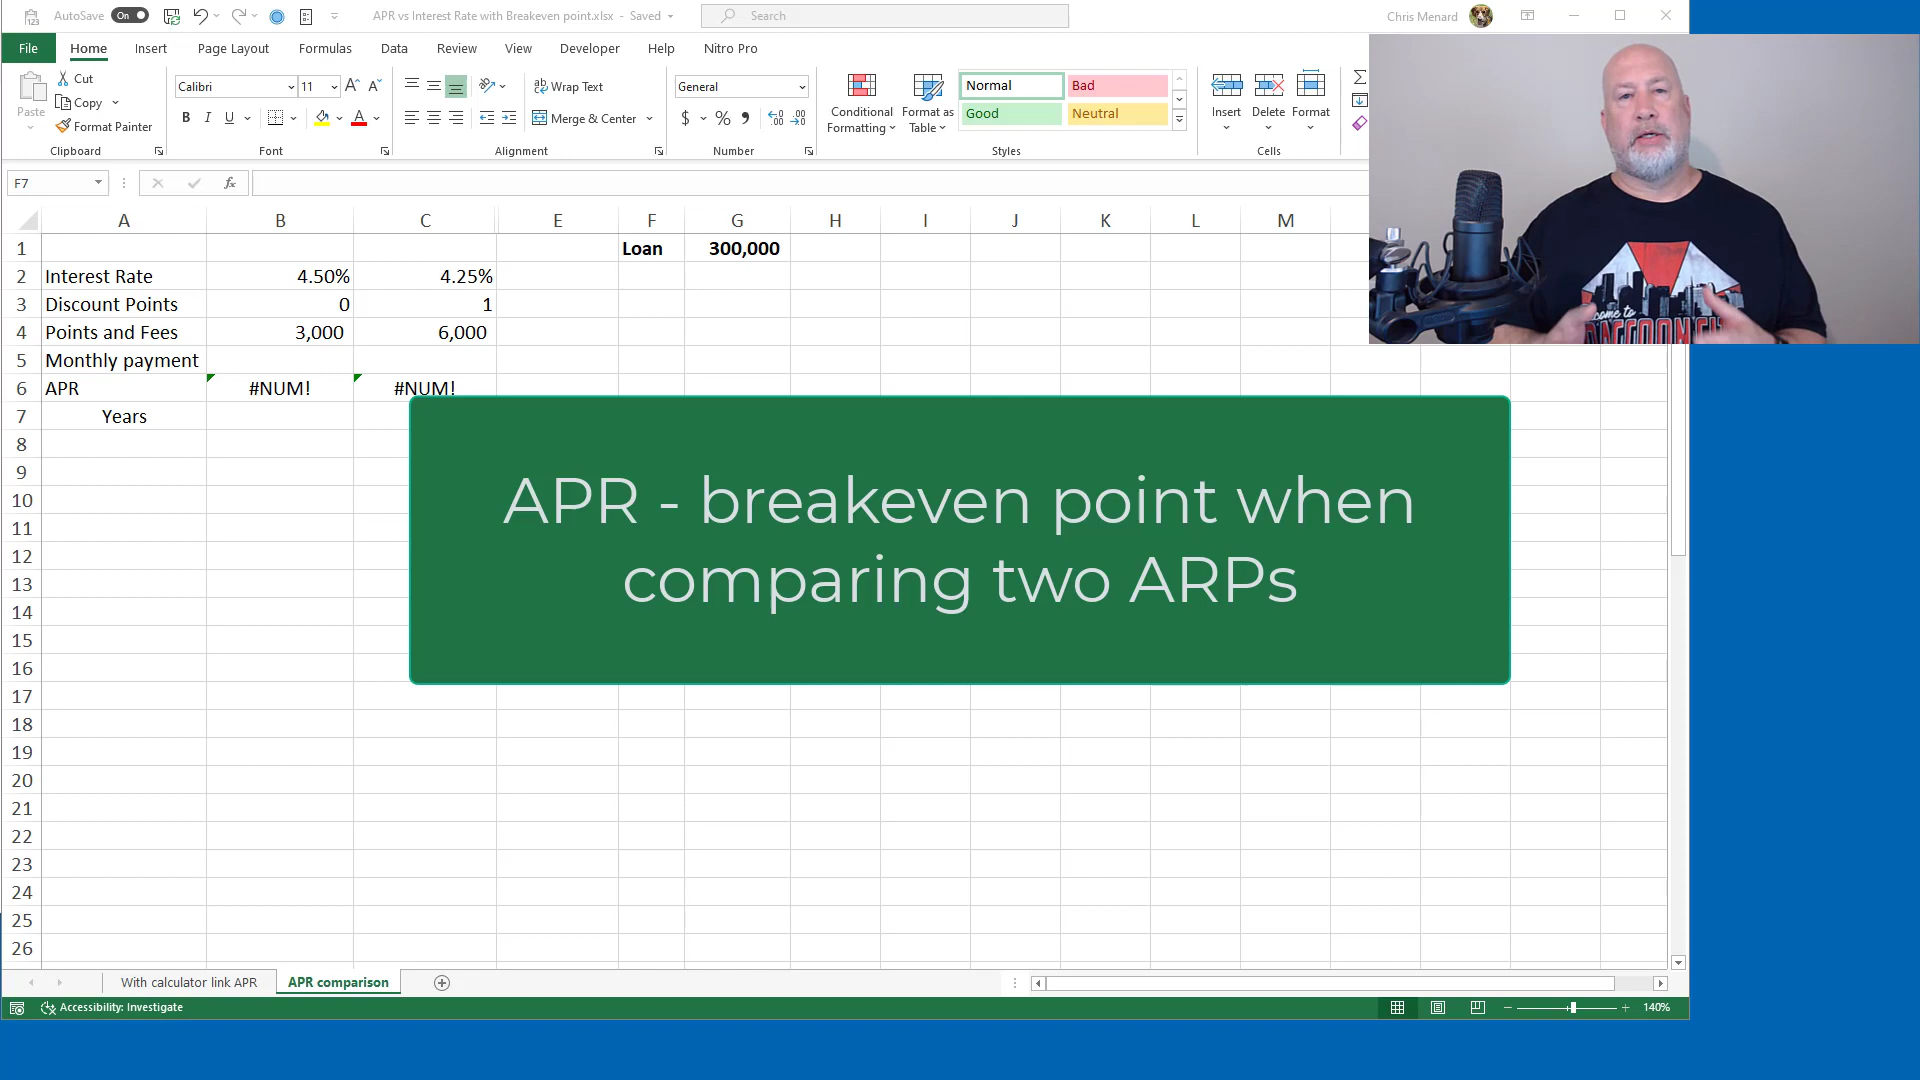 AutoSave On APR vs Interest Rate with Breakeven point.xlsx - Saved Search Chris Menard
File Home Insert Page Layout Formulas Data Review View Developer Help Nitro Pro
Paste
Cut
Copy
Format Painter
Clipboard
Calibri 11
B I U A
Font
Wrap Text
Merge & Center
Alignment
General
$ % 9
Number
Conditional Formatting
Format as Table
Normal Bad
Good Neutral
Styles
Insert Delete Format
Cells
F7 fx
A B C E F G H I J K L M
1 Loan 300,000
2 Interest Rate 4.50% 4.25%
3 Discount Points 0 1
4 Points and Fees 3,000 6,000
5 Monthly payment
6 APR #NUM! #NUM!
7 Years
8
9
10
11
12
13
14
15
16
17
18
19
20
21
22
23
24
25
26
APR - breakeven point when
comparing two ARPs
With calculator link APR APR comparison
Accessibility: Investigate 140%